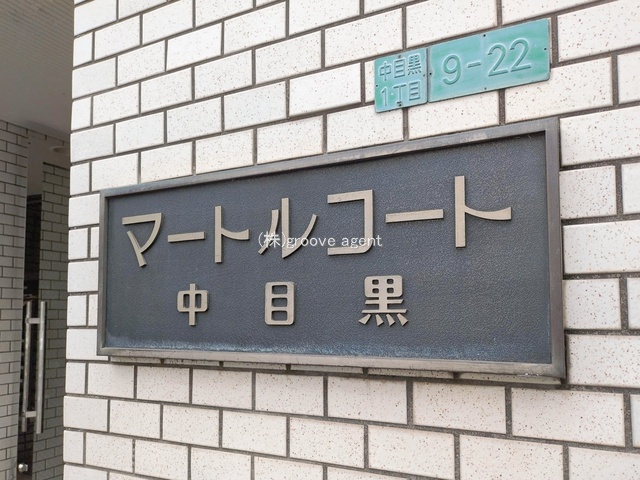 中目黒
1丁目
9-22
マートルコート
(株)groove agent
中目黒